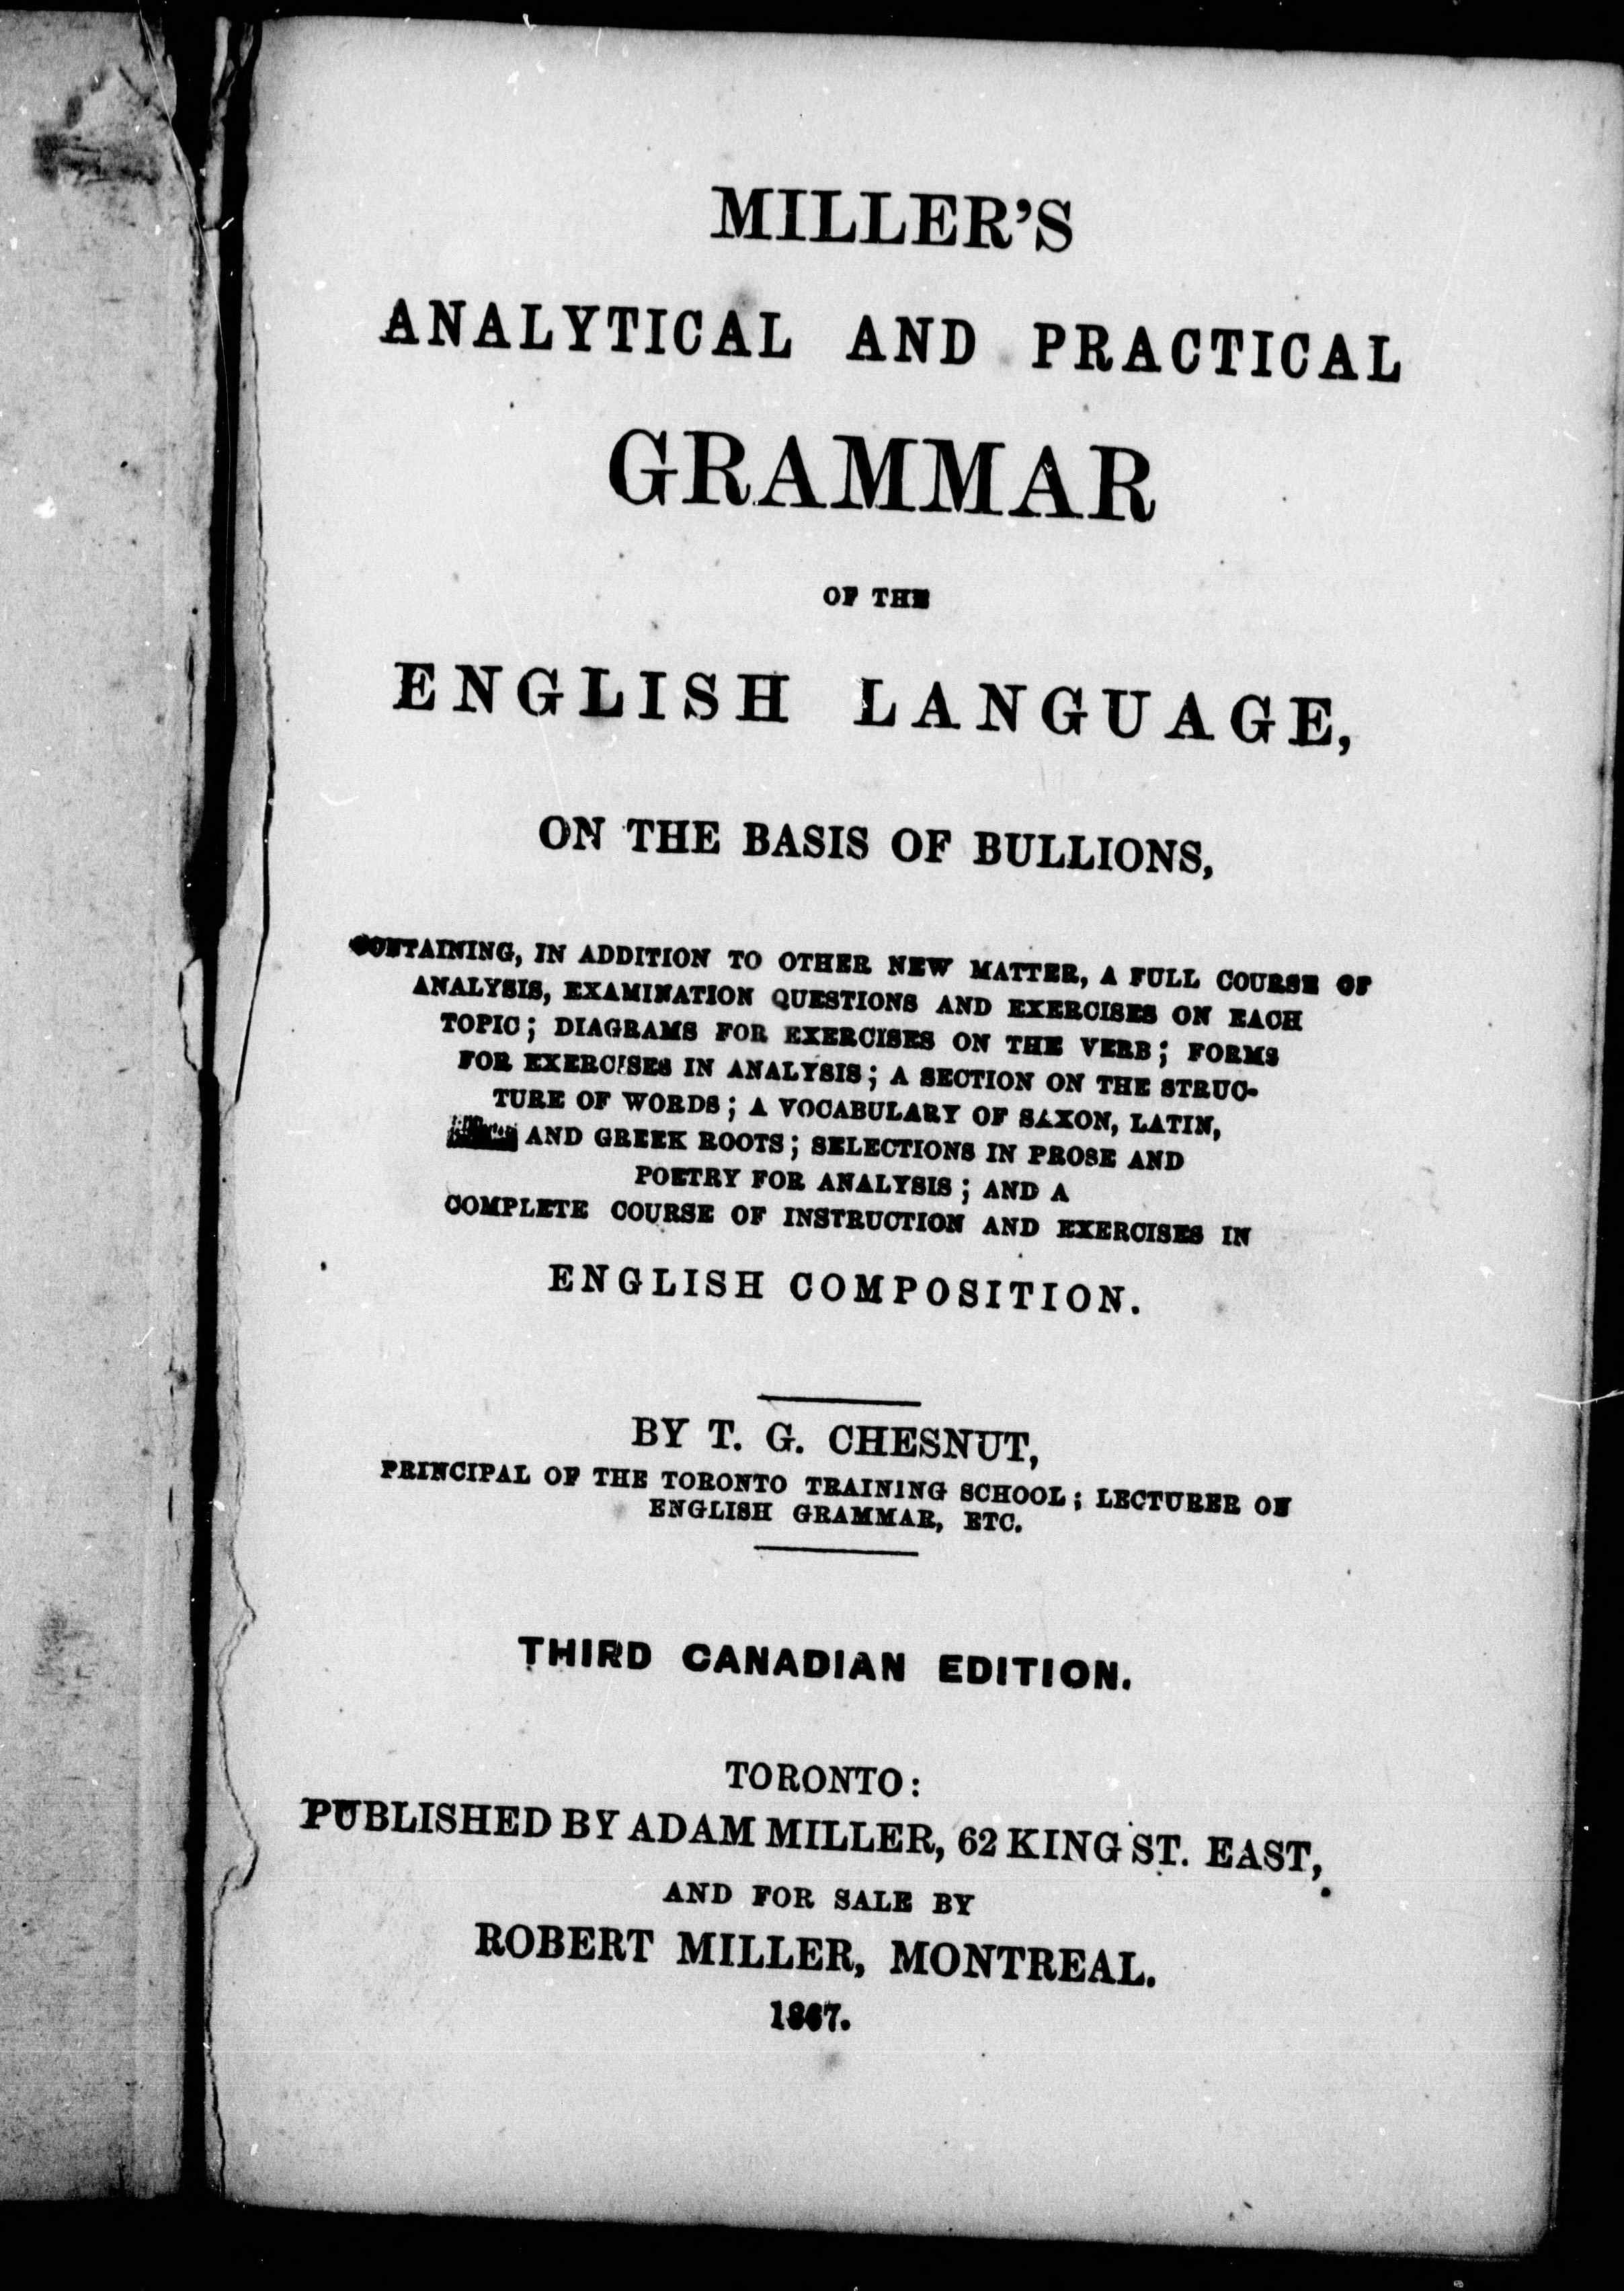 MILLER'S
ANALYTICAL AND PRACTICAL
GRAMMAR
OF THE
ENGLISH LANGUAGE,
ON THE BASIS OF BULLIONS,
CONTAINING, IN ADDITION TO OTHER NEW MATTER, A FULL COURSE OF
ANALYSIS, EXAMINATION QUESTIONS AND EXERCISES ON EACH
TOPIC; DIAGRAMS FOR EXERCISES ON THE VERB; FORMS
FOR EXERCISES IN ANALYSIS; A SECTION ON THE STRUC-
TURE OF WORDS; A VOCABULARY OF SAXON, LATIN,
AND GREEK ROOTS; SELECTIONS IN PROSE AND
POETRY FOR ANALYSIS; AND A
COMPLETE COURSE OF INSTRUCTION AND EXERCISES IN
ENGLISH COMPOSITION.
BY T. G. CHESNUT,
PRINCIPAL OF THE TORONTO TRAINING SCHOOL; LECTURER ON
ENGLISH GRAMMAR, ETC.
THIRD CANADIAN EDITION.
TORONTO:
PUBLISHED BY ADAM MILLER, 62 KING ST. EAST,
AND FOR SALE BY
ROBERT MILLER, MONTREAL.
1867.